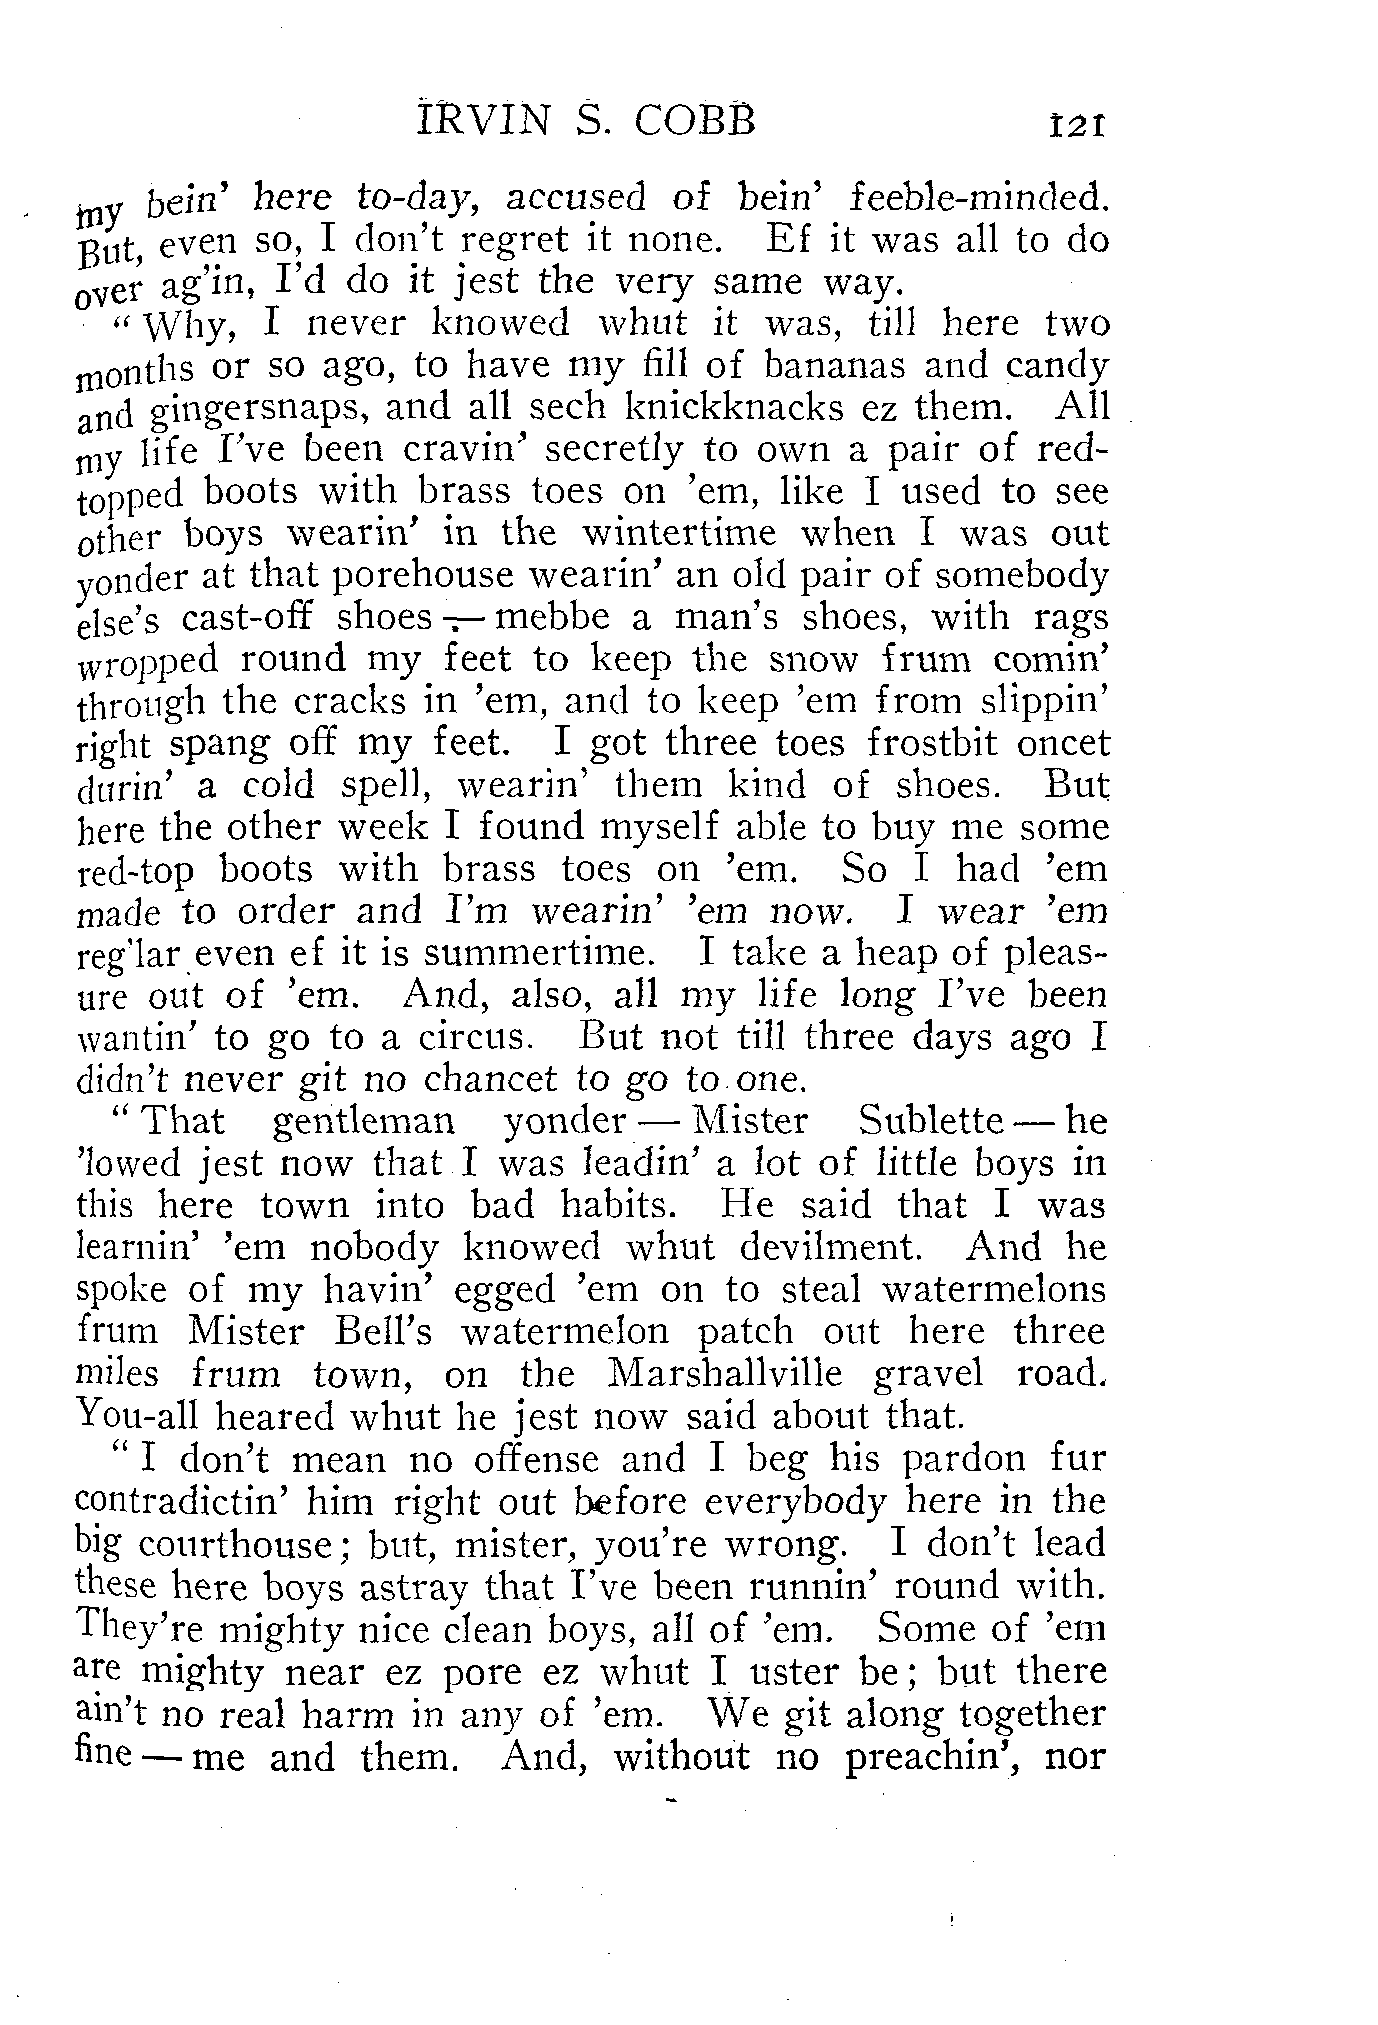 IRVIN S. COBB 121
my bein' here to-day, accused of bein' feeble-minded.
But, even so, I don't regret it none. Ef it was all to do
over ag'in, I'd do it jest the very same way.
"Why, I never knowed whut it was, till here two
months or so ago, to have my fill of bananas and candy
and gingersnaps, and all sech knickknacks ez them. All
my life I've been cravin' secretly to own a pair of red-
topped boots with brass toes on 'em, like I used to see
other boys wearin' in the wintertime when I was out
yonder at that porehouse wearin' an old pair of somebody
else's cast-off shoes — mebbe a man's shoes, with rags
wropped round my feet to keep the snow frum comin'
through the cracks in 'em, and to keep 'em from slippin'
right spang off my feet. I got three toes frostbit oncet
durin' a cold spell, wearin' them kind of shoes. But
here the other week I found myself able to buy me some
red-top boots with brass toes on 'em. So I had 'em
made to order and I'm wearin' 'em now. I wear 'em
reg'lar even ef it is summertime. I take a heap of pleas-
ure out of 'em. And, also, all my life long I've been
wantin' to go to a circus. But not till three days ago I
didn't never git no chancet to go to one.
"That gentleman yonder — Mister Sublette — he
'lowed jest now that I was leadin' a lot of little boys in
this here town into bad habits. He said that I was
learnin' 'em nobody knowed whut devilment. And he
spoke of my havin' egged 'em on to steal watermelons
frum Mister Bell's watermelon patch out here three
miles frum town, on the Marshallville gravel road.
You-all heared whut he jest now said about that.
"I don't mean no offense and I beg his pardon fur
contradictin' him right out before everybody here in the
big courthouse; but, mister, you're wrong. I don't lead
these here boys astray that I've been runnin' round with.
They're mighty nice clean boys, all of 'em. Some of 'em
are mighty near ez pore ez whut I uster be; but there
ain't no real harm in any of 'em. We git along together
fine — me and them. And, without no preachin', nor